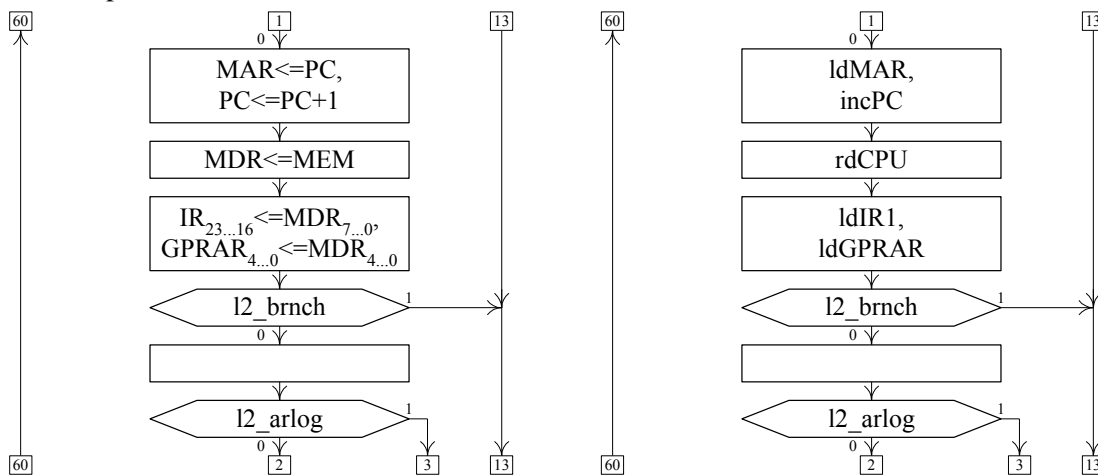 60
1
13
0
MAR<=PC,
PC<=PC+1
MDR<=MEM
IR23...16<=MDR7...0,
GPRAR4...0<=MDR4...0
l2_brnch
1
0
l2_arlog
1
0
60
2
3
13
60
1
13
0
ldMAR,
incPC
rdCPU
ldIR1,
ldGPRAR
l2_brnch
1
0
l2_arlog
1
0
60
2
3
13